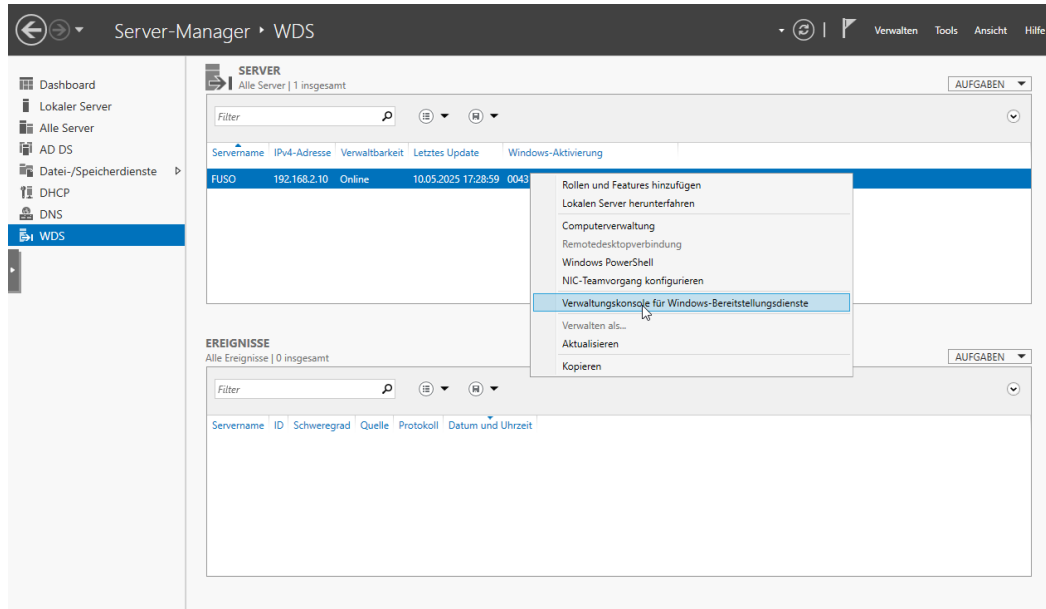 Server-Manager ‣ WDS
Verwalten Tools Ansicht Hilfe
Dashboard
Lokaler Server
Alle Server
AD DS
Datei-/Speicherdienste
DHCP
DNS
WDS
SERVER
Alle Server | 1 insgesamt
AUFGABEN
Filter
Servername IPv4-Adresse Verwaltbarkeit Letztes Update Windows-Aktivierung
FUSO 192.168.2.10 Online 10.05.2025 17:28:59 0043
Rollen und Features hinzufügen
Lokalen Server herunterfahren
Computerverwaltung
Remotedesktopverbindung
Windows PowerShell
NIC-Teamvorgang konfigurieren
Verwaltungskonsole für Windows-Bereitstellungsdienste
Verwalten als...
Aktualisieren
Kopieren
EREIGNISSE
Alle Ereignisse | 0 insgesamt
AUFGABEN
Filter
Servername ID Schweregrad Quelle Protokoll Datum und Uhrzeit